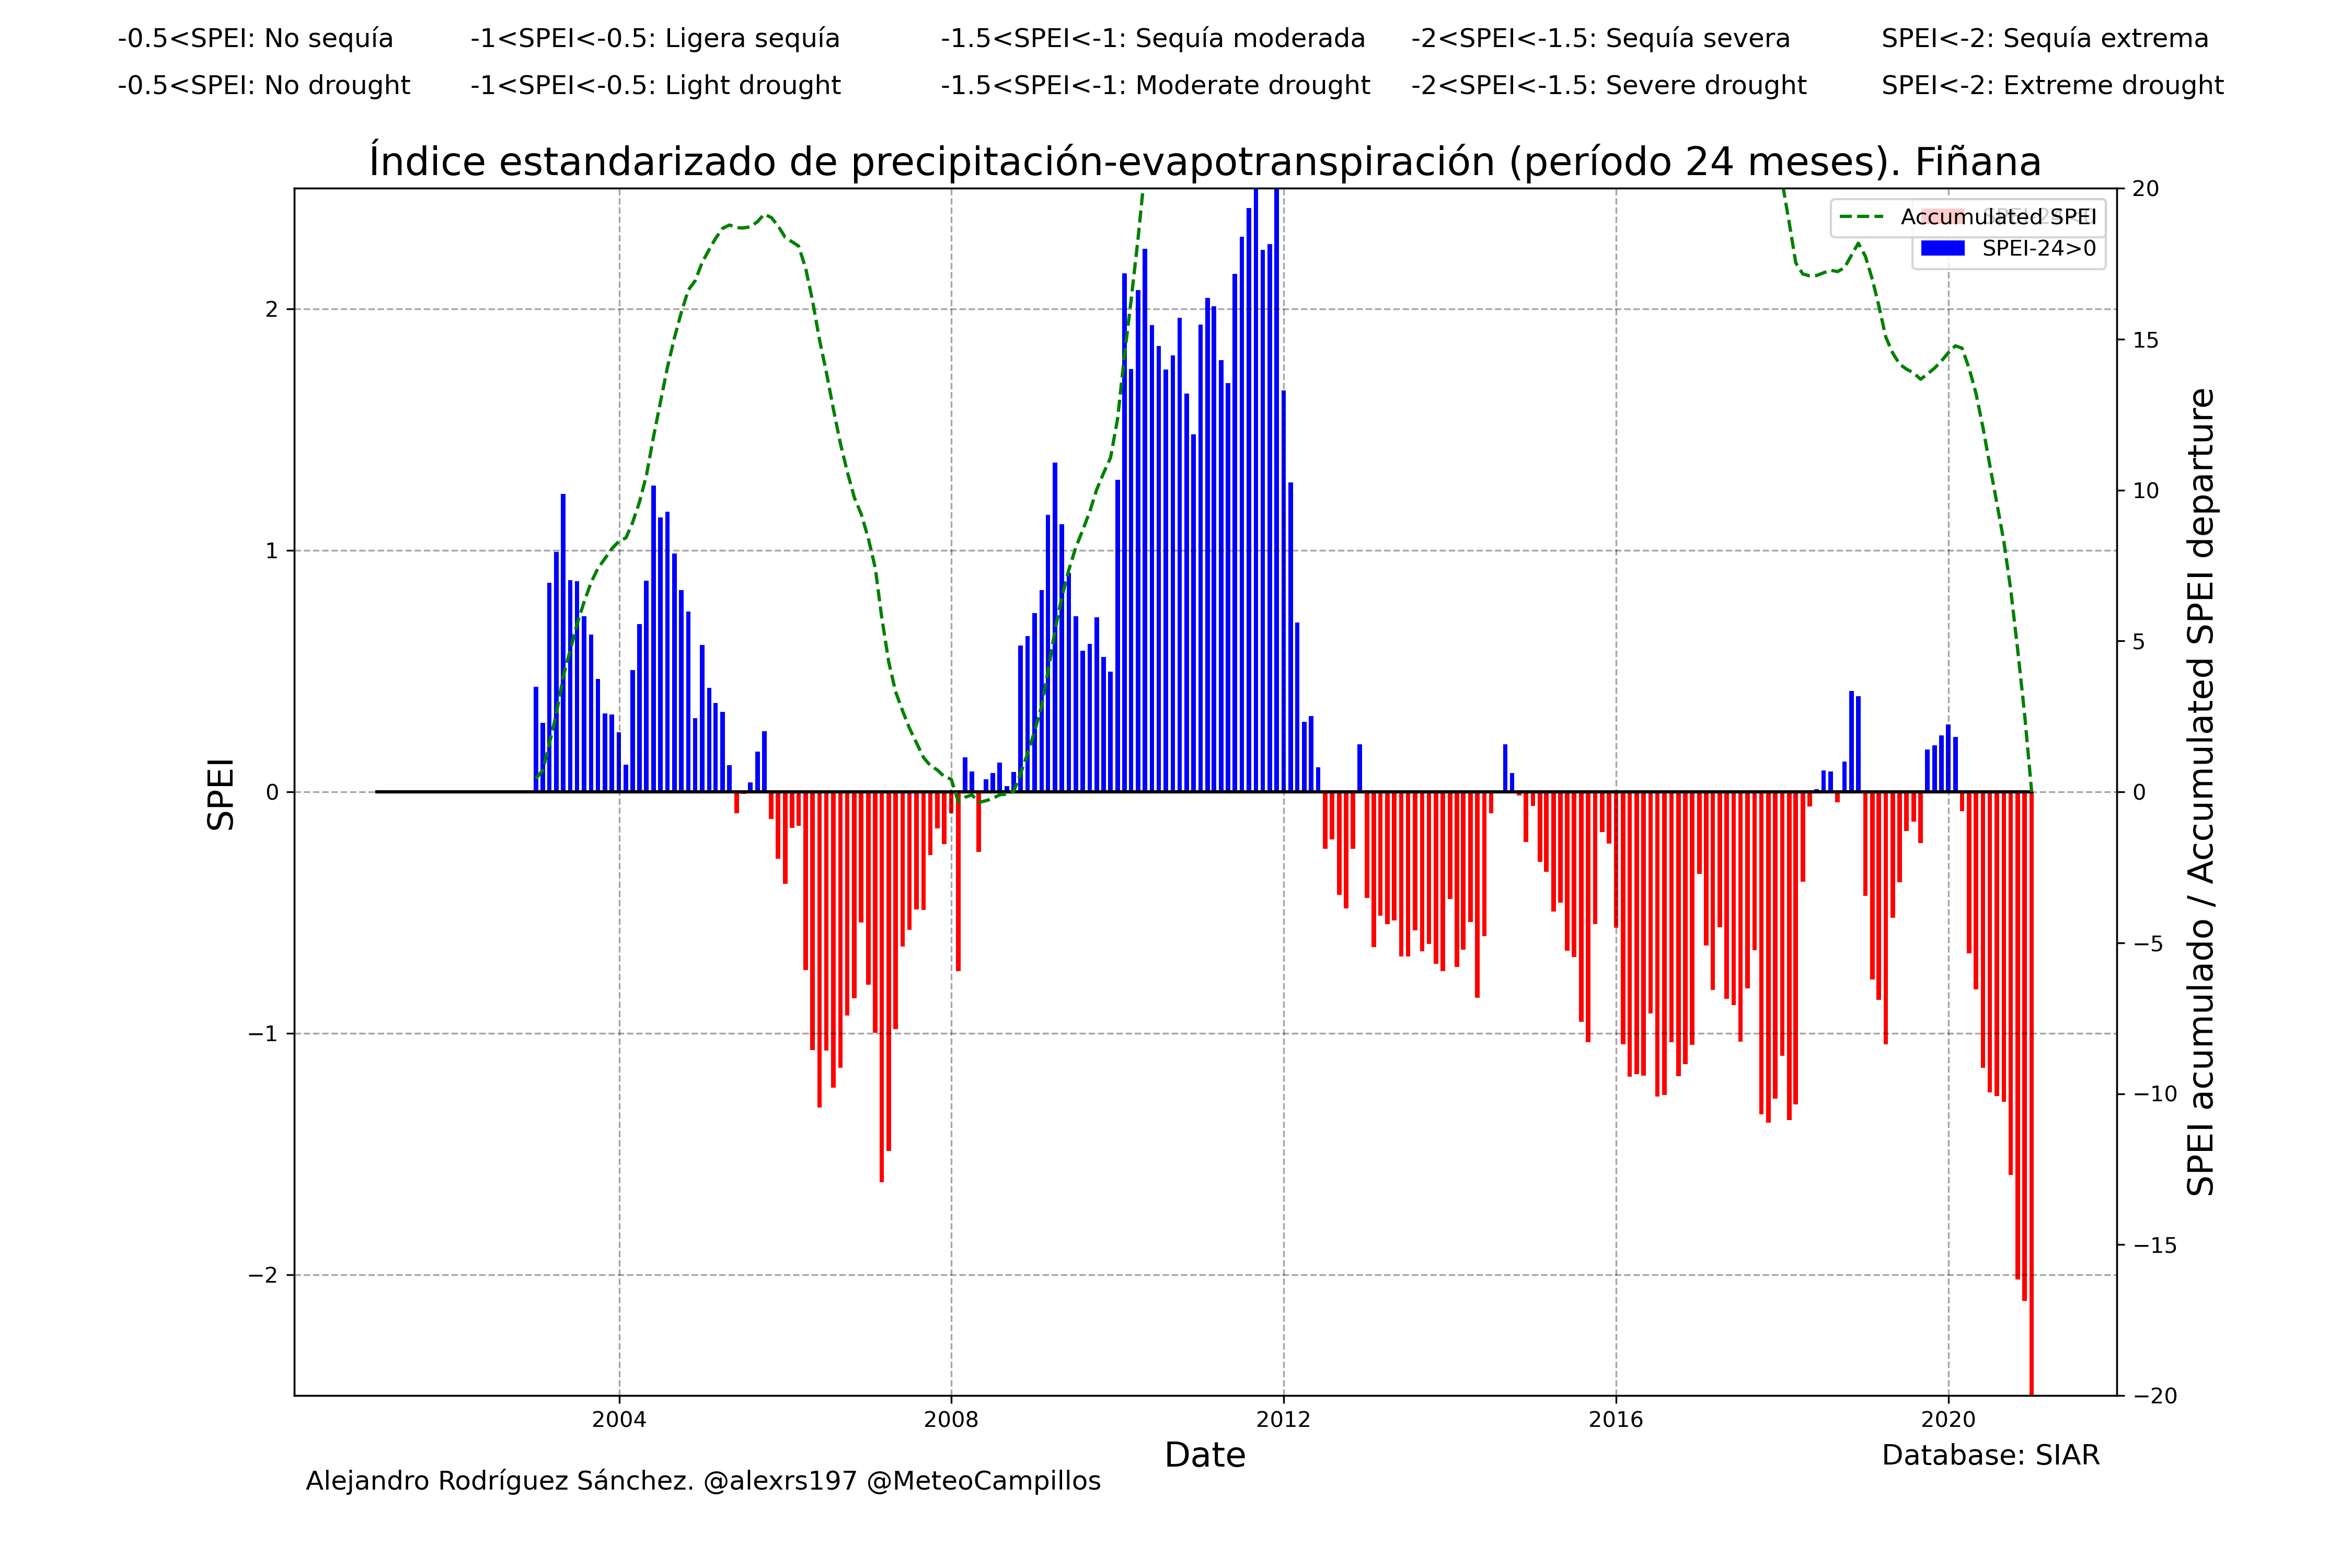 -0.5<SPEI: No sequía -1<SPEI<-0.5: Ligera sequía -1.5<SPEI<-1: Sequía moderada -2<SPEI<-1.5: Sequía severa SPEI<-2: Sequía extrema
-0.5<SPEI: No drought -1<SPEI<-0.5: Light drought -1.5<SPEI<-1: Moderate drought -2<SPEI<-1.5: Severe drought SPEI<-2: Extreme drought
Índice estandarizado de precipitación-evapotranspiración (período 24 meses). Fiñana
Accumulated SPEI
SPEI-24>0
SPEI
2
1
0
−1
−2
20
15
10
5
0
−5
−10
−15
−20
SPEI acumulado / Accumulated SPEI departure
2004 2008 2012 2016 2020
Date
Database: SIAR
Alejandro Rodríguez Sánchez. @alexrs197 @MeteoCampillos